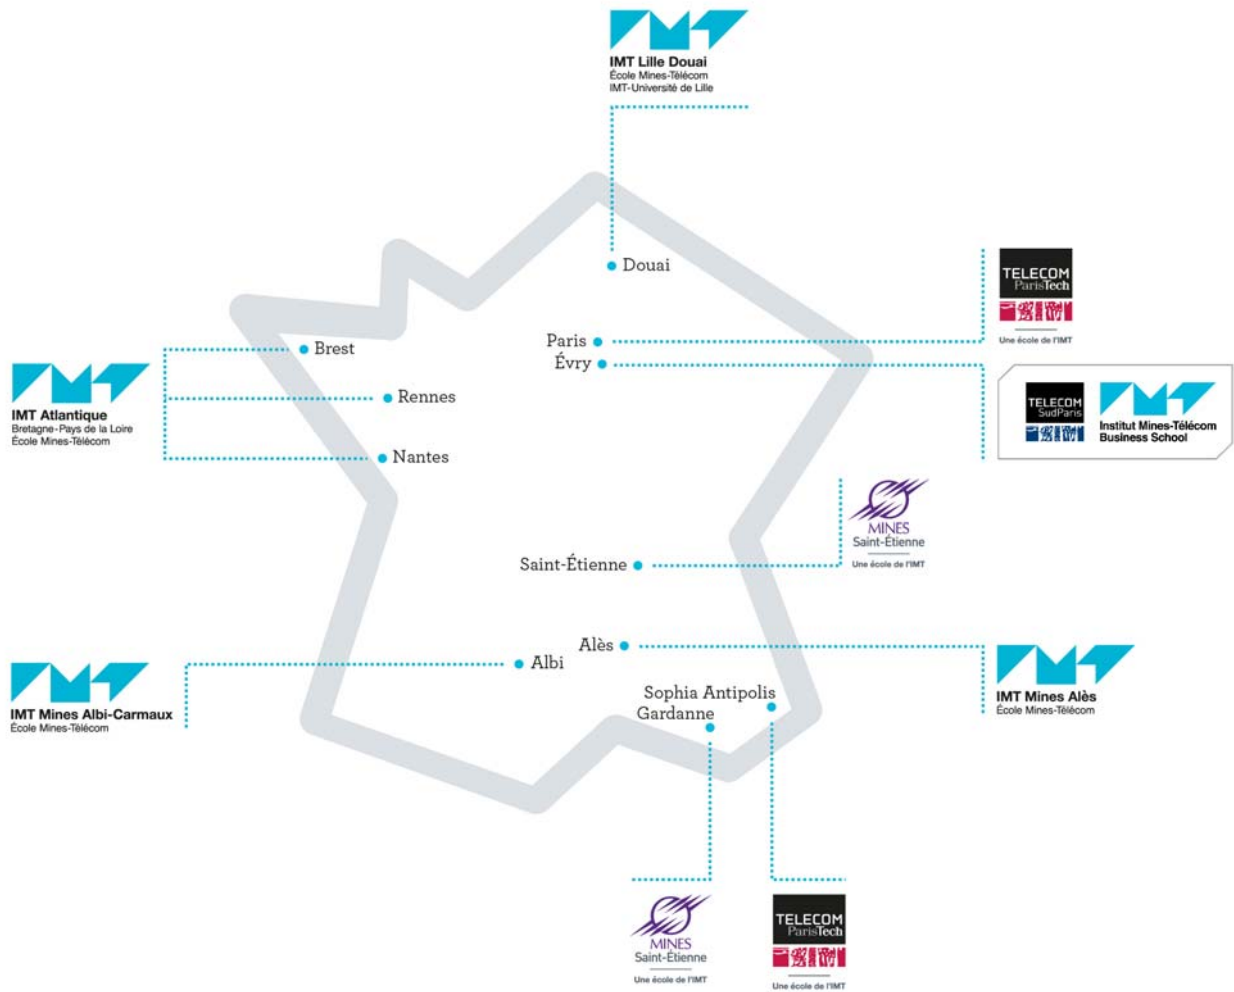 IMT Lille Douai
École Mines-Télécom
IMT-Université de Lille
Douai
TELECOM
ParisTech
Une école de l'IMT
Paris
Évry
Brest
IMT Atlantique
Bretagne-Pays de la Loire
École Mines-Télécom
Rennes
TELECOM
SudParis
Institut Mines-Télécom
Business School
Nantes
MINES
Saint-Étienne
Une école de l'IMT
Saint-Étienne
Alès
Albi
IMT Mines Albi-Carmaux
École Mines-Télécom
IMT Mines Alès
École Mines-Télécom
Sophia Antipolis
Gardanne
MINES
Saint-Étienne
Une école de l'IMT
TELECOM
ParisTech
Une école de l'IMT